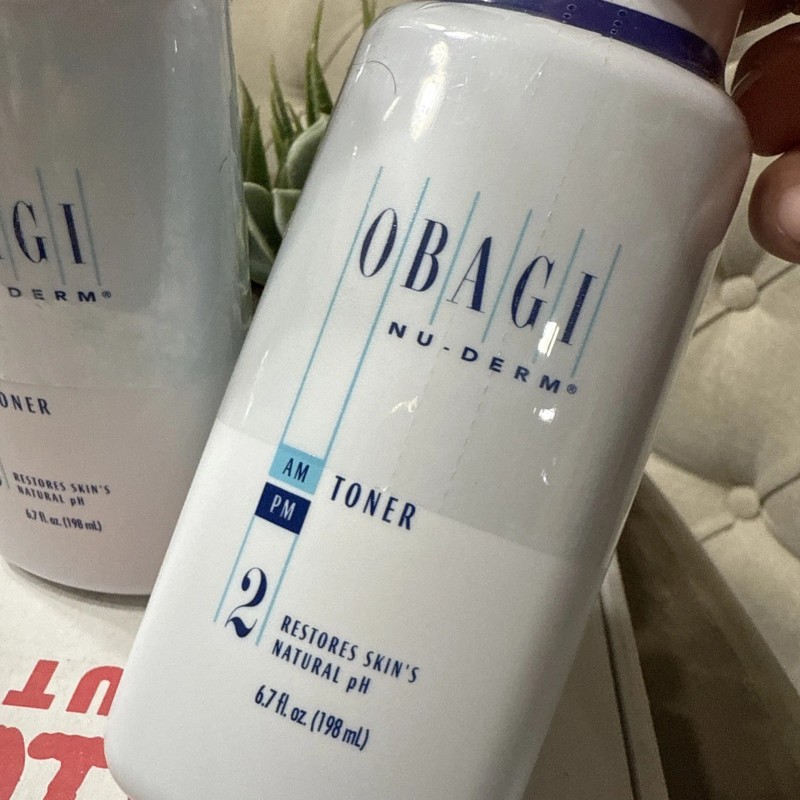 OBAGI
NU-DERM®
AM
TONER
PM
2
RESTORES SKIN'S
NATURAL pH
6.7 fl. oz. (198 mL)
AGI
DERM®
ONER
RESTORES SKIN'S
NATURAL pH
6.7 fl. oz. (198 mL)
UT